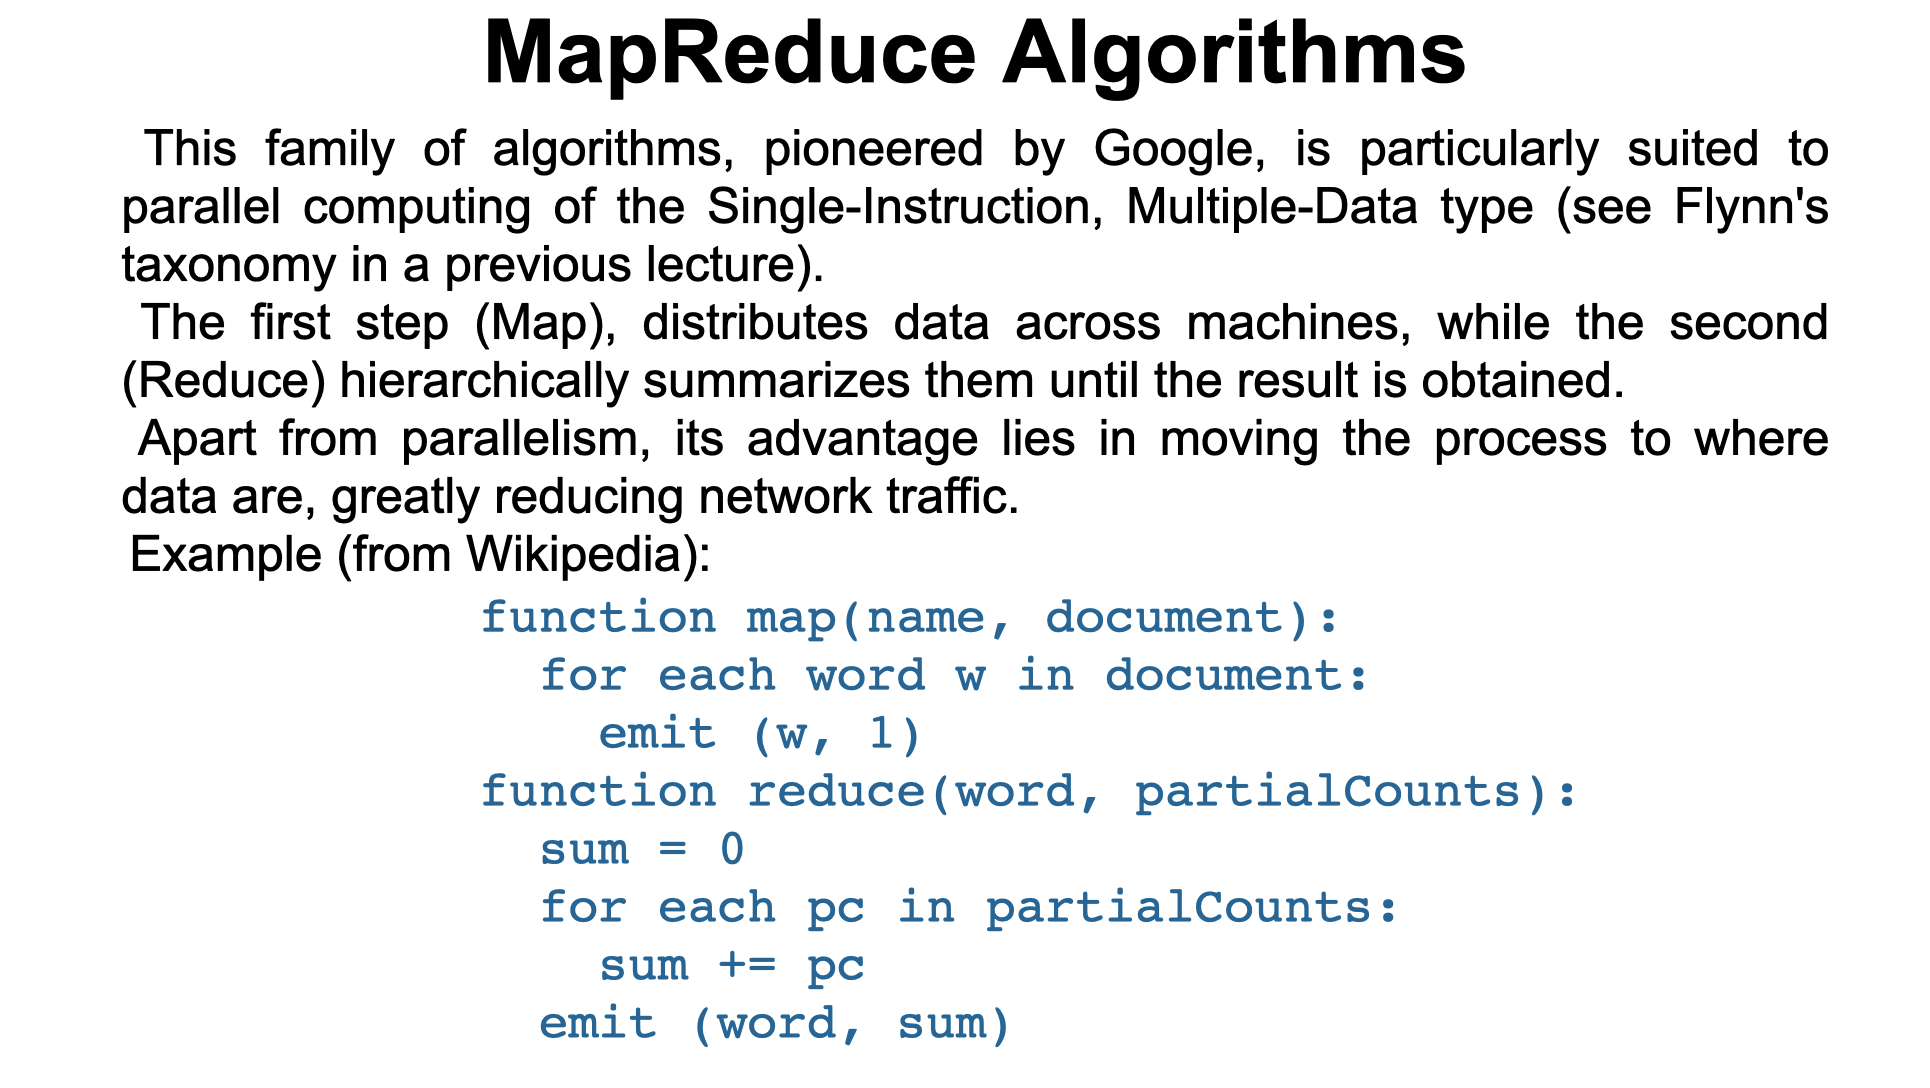 MapReduce Algorithms
This family of algorithms, pioneered by Google, is particularly suited to
parallel computing of the Single-Instruction, Multiple-Data type (see Flynn's
taxonomy in a previous lecture).
The first step (Map), distributes data across machines, while the second
(Reduce) hierarchically summarizes them until the result is obtained.
Apart from parallelism, its advantage lies in moving the process to where
data are, greatly reducing network traffic.
Example (from Wikipedia):
function map(name, document):
  for each word w in document:
    emit (w, 1)
function reduce(word, partialCounts):
  sum = 0
  for each pc in partialCounts:
    sum += pc
  emit (word, sum)